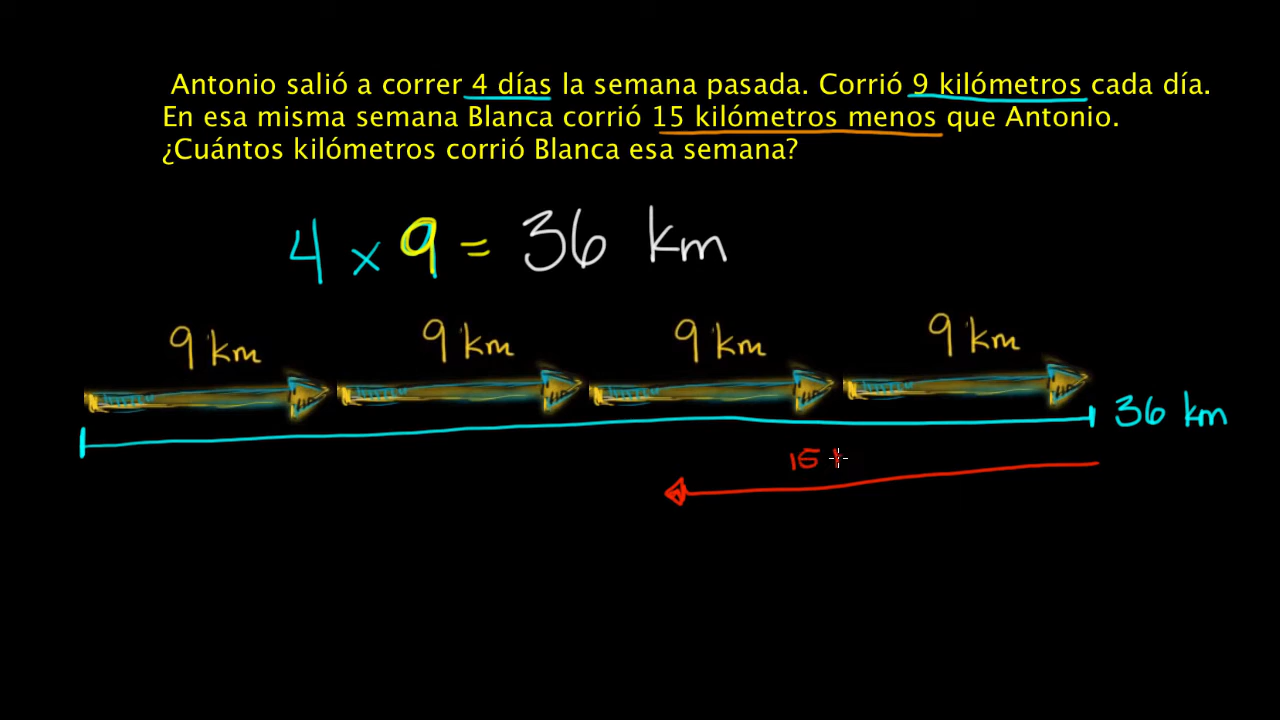 Antonio salió a correr 4 días la semana pasada. Corrió 9 kilómetros cada día.
En esa misma semana Blanca corrió 15 kilómetros menos que Antonio.
¿Cuántos kilómetros corrió Blanca esa semana?
4 x 9 = 36 km
9 km 9 km 9 km 9 km
36 km
15